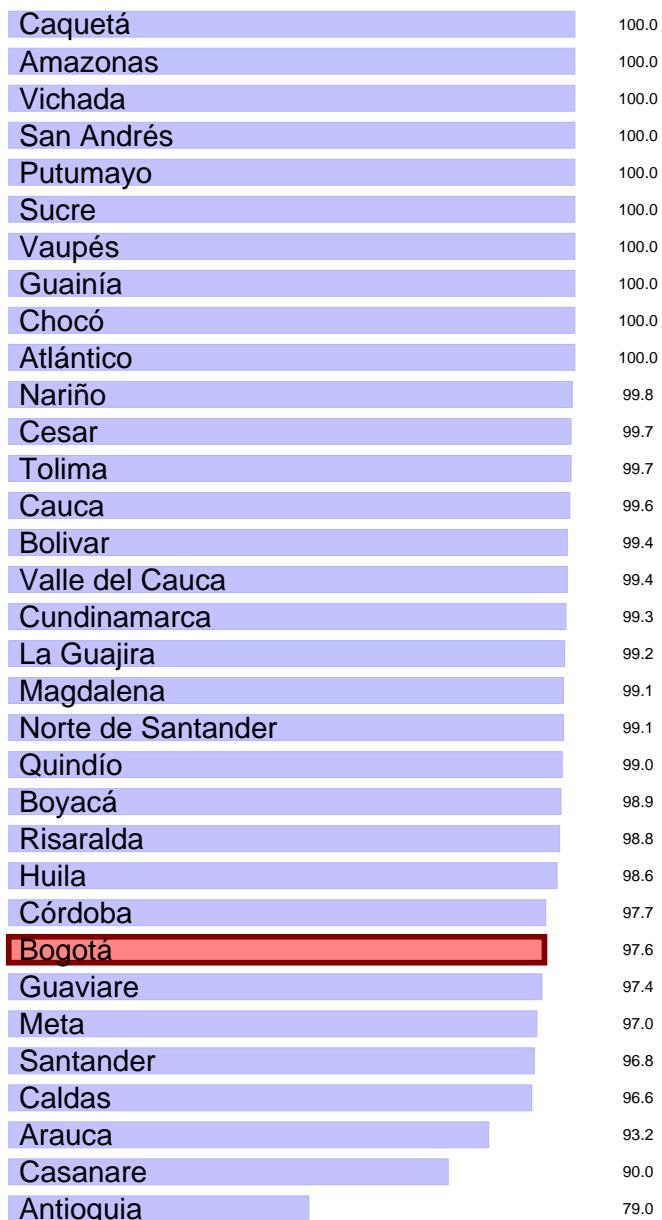 Caquetá 100.0
Amazonas 100.0
Vichada 100.0
San Andrés 100.0
Putumayo 100.0
Sucre 100.0
Vaupés 100.0
Guainía 100.0
Chocó 100.0
Atlántico 100.0
Nariño 99.8
Cesar 99.7
Tolima 99.7
Cauca 99.6
Bolivar 99.4
Valle del Cauca 99.4
Cundinamarca 99.3
La Guajira 99.2
Magdalena 99.1
Norte de Santander 99.1
Quindío 99.0
Boyacá 98.9
Risaralda 98.8
Huila 98.6
Córdoba 97.7
Bogotá 97.6
Guaviare 97.4
Meta 97.0
Santander 96.8
Caldas 96.6
Arauca 93.2
Casanare 90.0
Antioquia 79.0